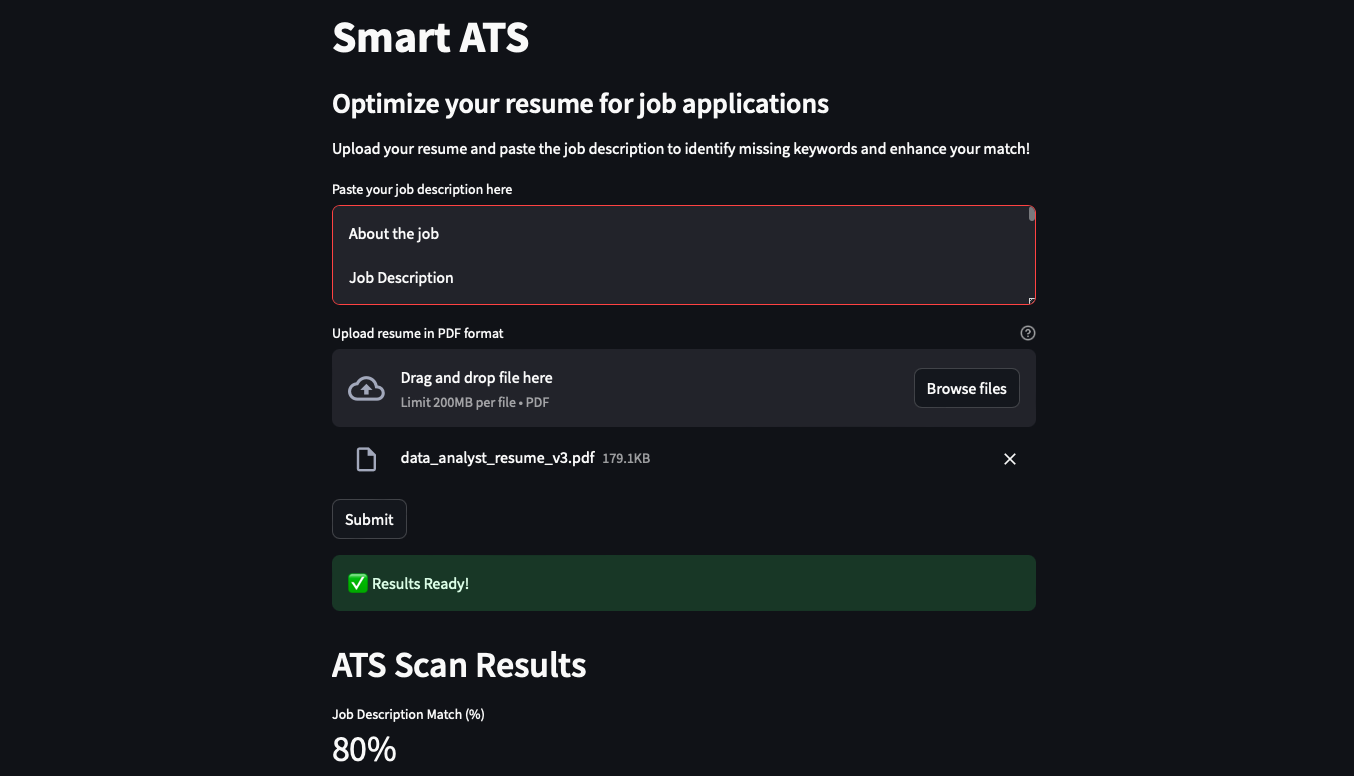 Smart ATS
Optimize your resume for job applications
Upload your resume and paste the job description to identify missing keywords and enhance your match!
Paste your job description here
About the job
Job Description
Upload resume in PDF format
Drag and drop file here
Limit 200MB per file • PDF
Browse files
data_analyst_resume_v3.pdf 179.1KB
Submit
✅ Results Ready!
ATS Scan Results
Job Description Match (%)
80%